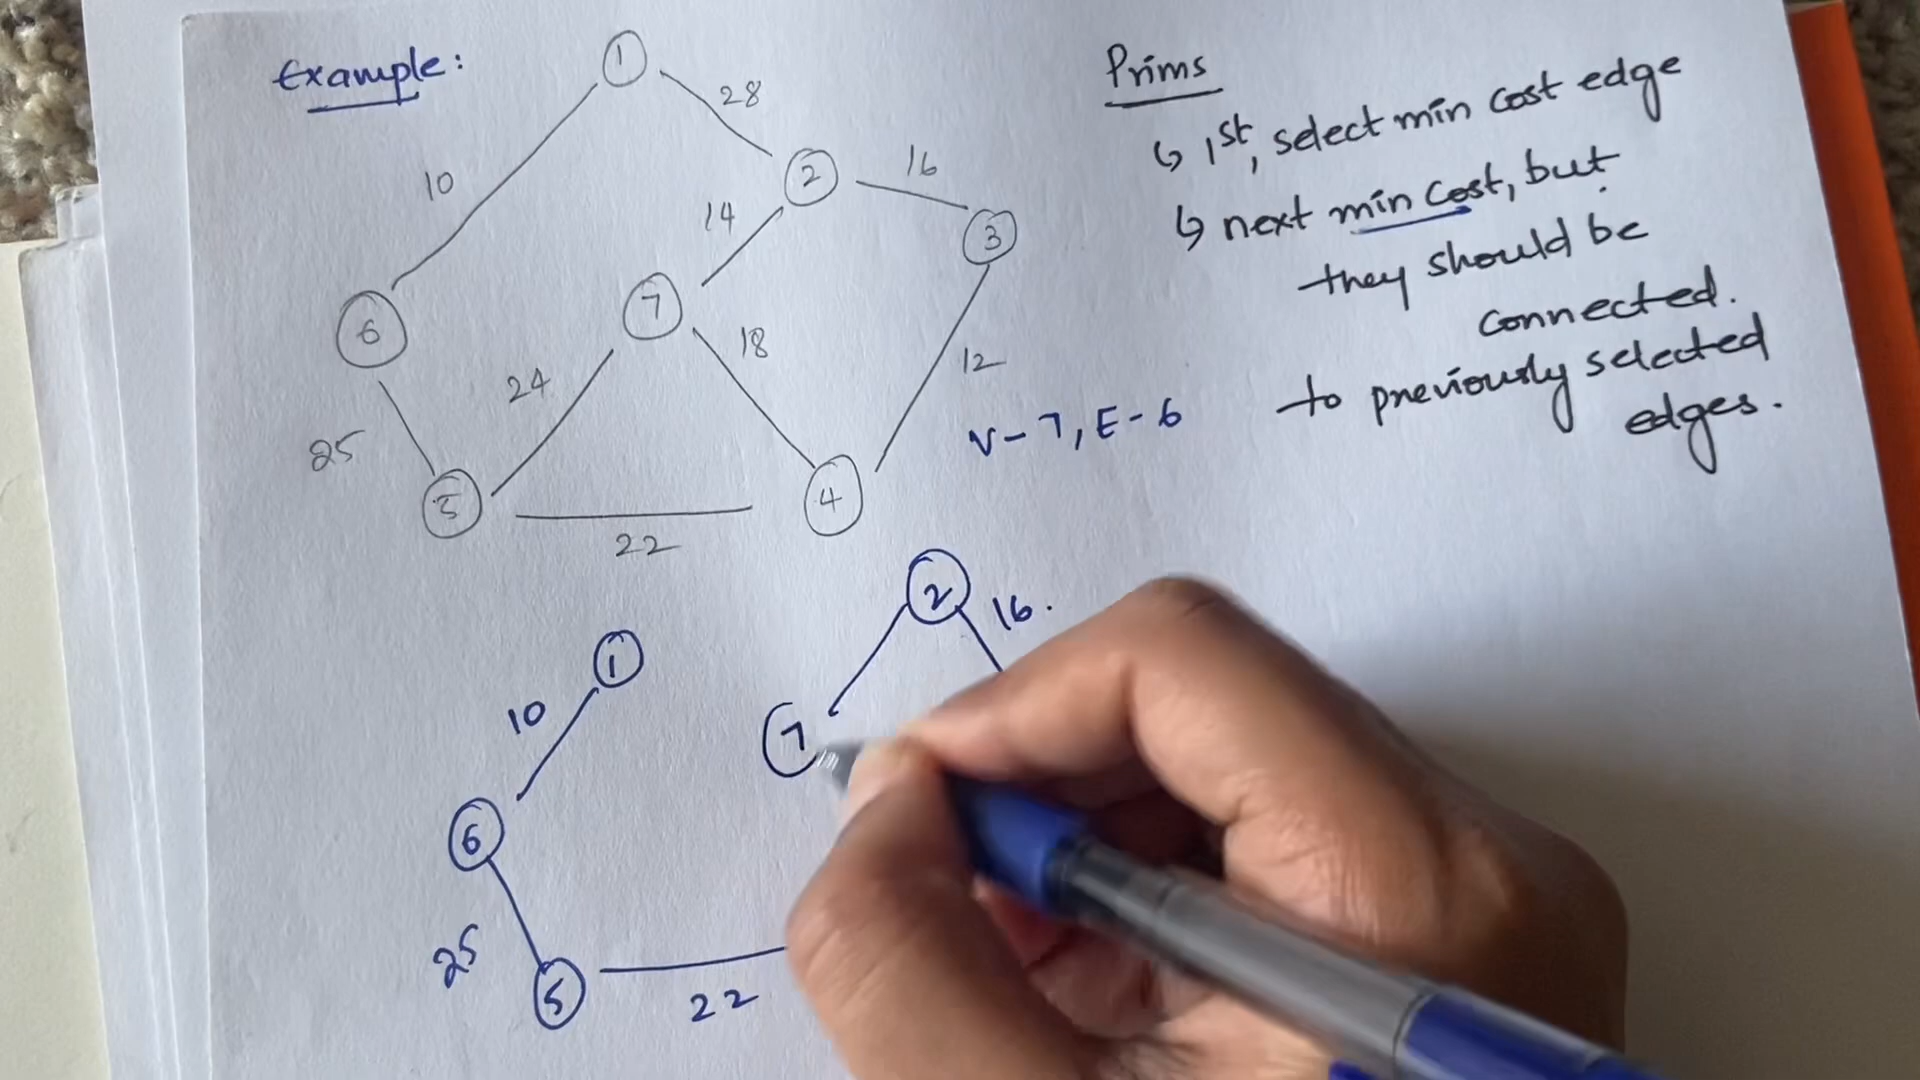 Example:
1
28
2
16
3
10
14
7
6
18
12
24
25
5
4
22
V-7, E-6
Prims
↳ 1st, select min cost edge
↳ next min cost, but
they should be
connected.
to previously selected
edges.
2
16.
1
10
7
6
25
5
22